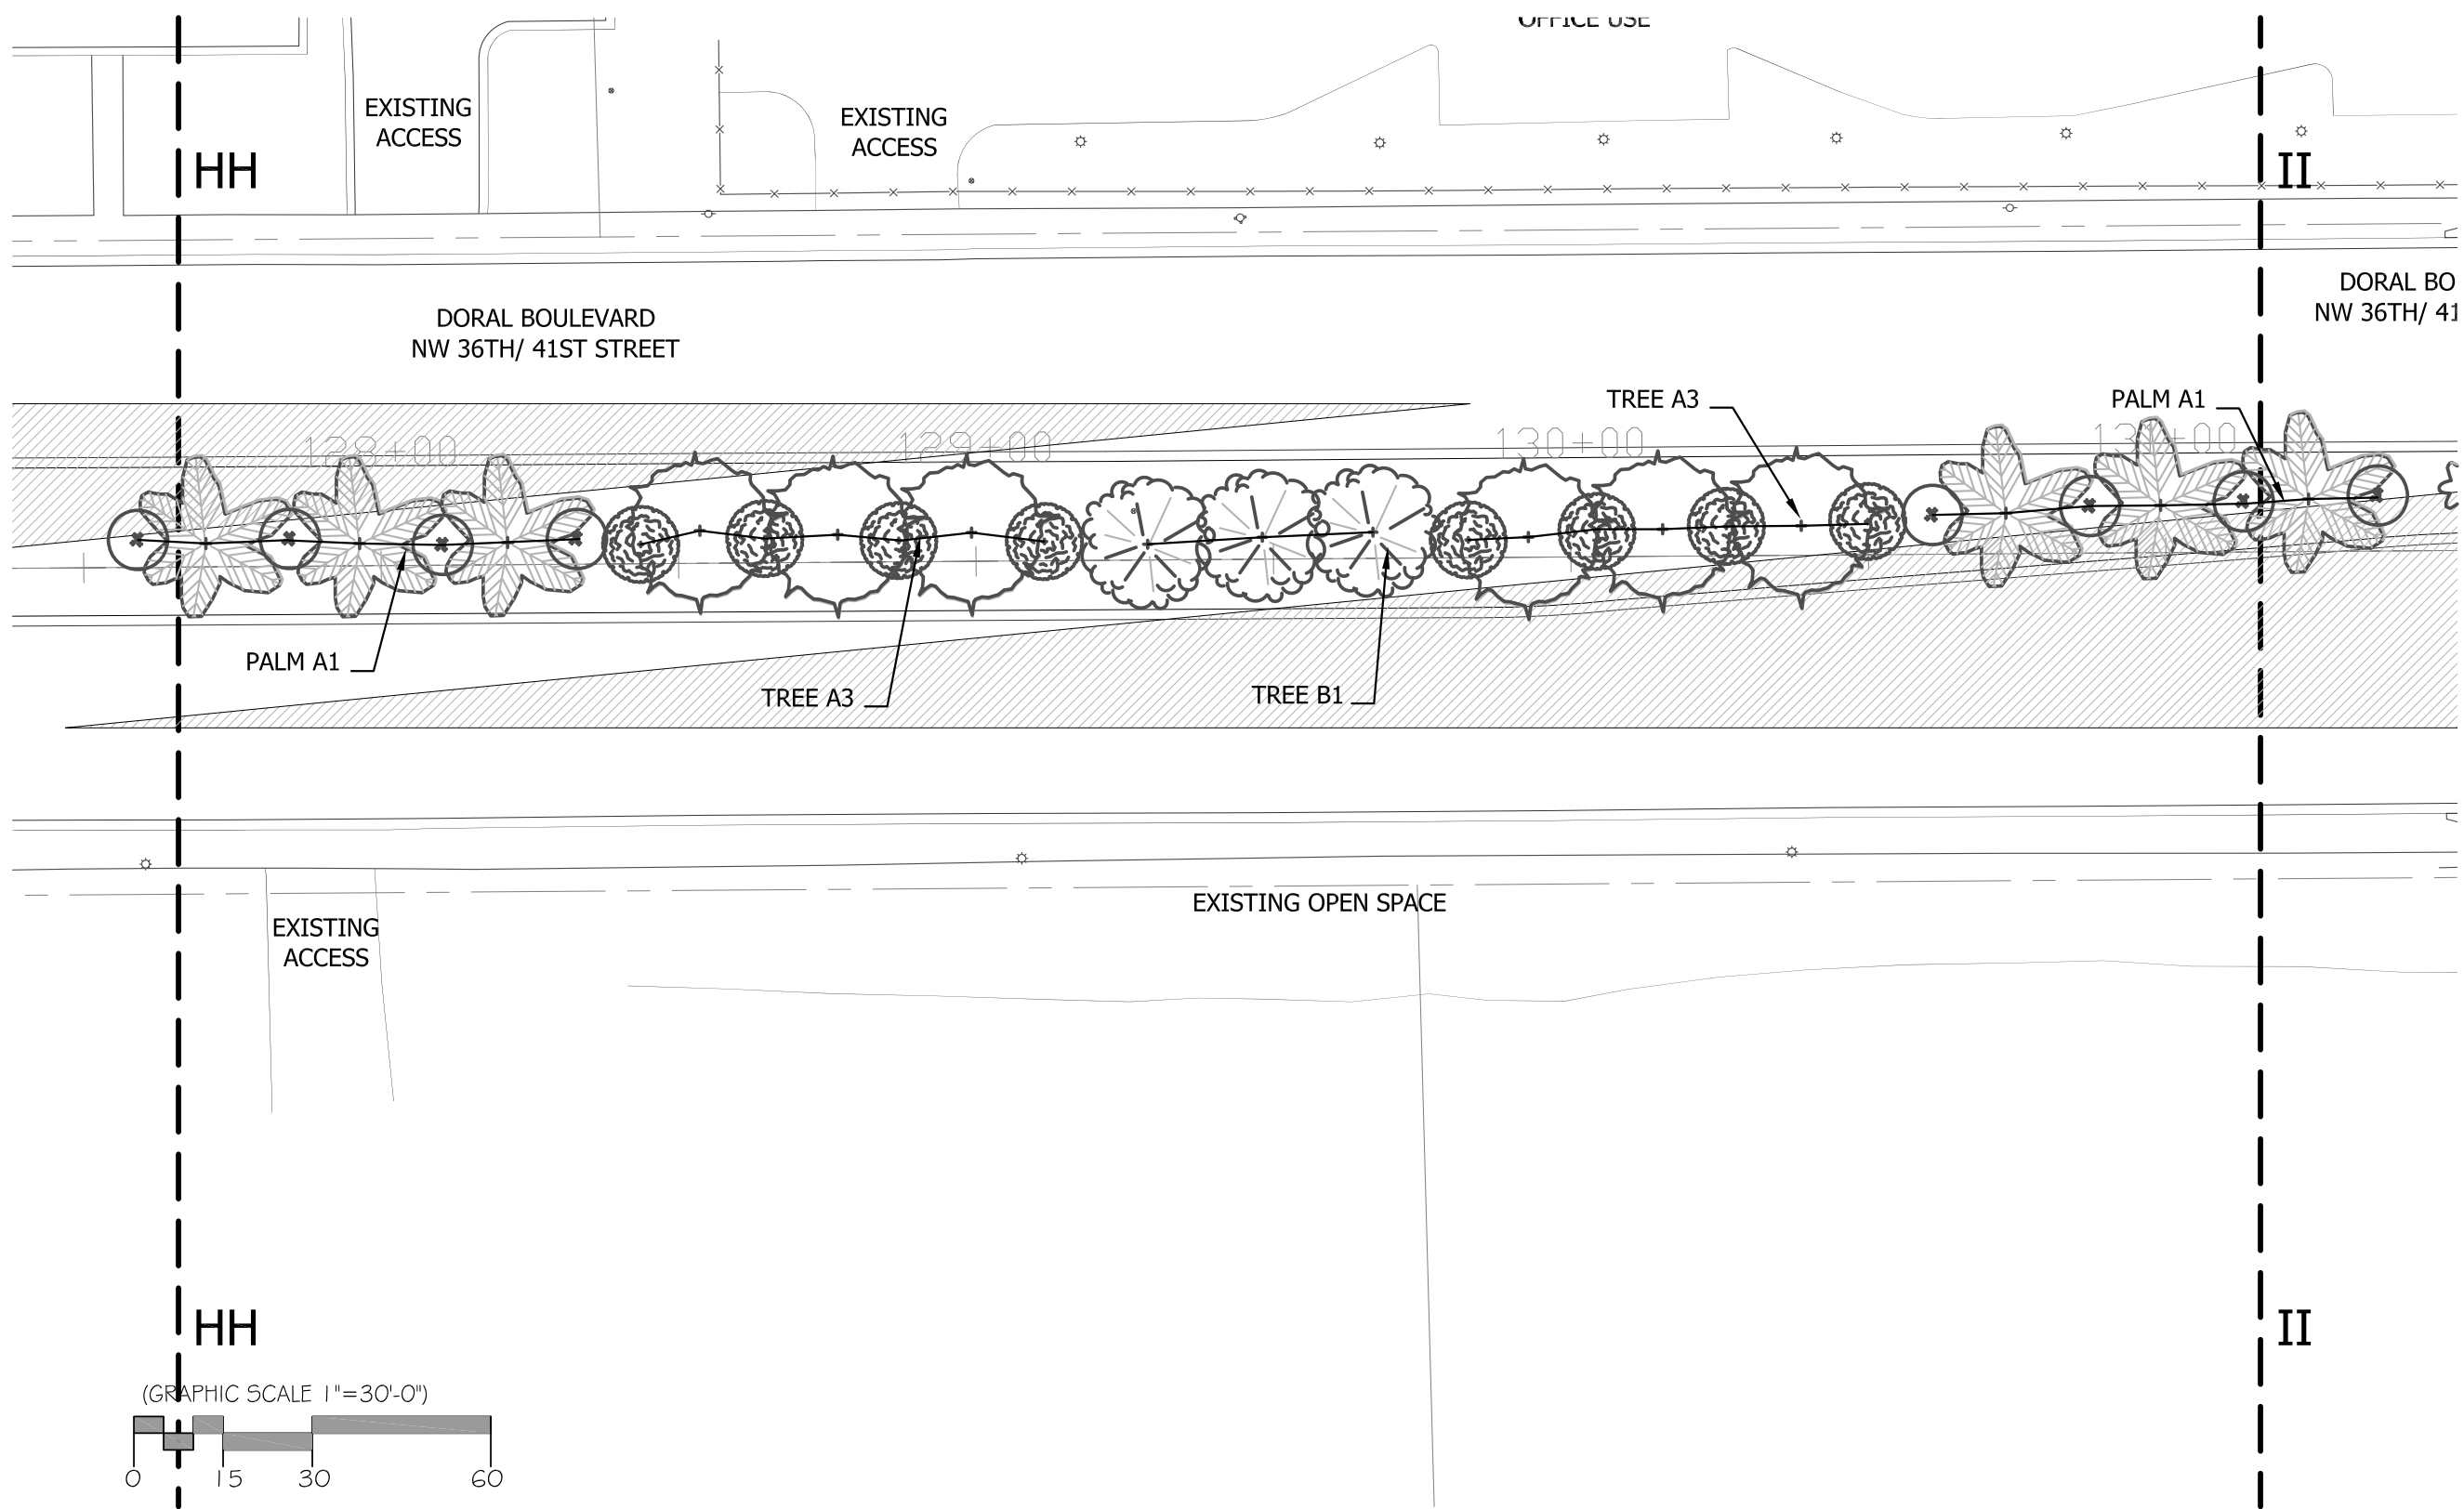 OFFICE USE
EXISTING
ACCESS
EXISTING
ACCESS
HH
II
DORAL BO
NW 36TH/ 41
DORAL BOULEVARD
NW 36TH/ 41ST STREET
TREE A3
PALM A1
128+00
129+00
130+00
131+00
PALM A1
TREE A3
TREE B1
EXISTING OPEN SPACE
EXISTING
ACCESS
HH
II
(GRAPHIC SCALE 1"=30'-0")
0 15 30 60